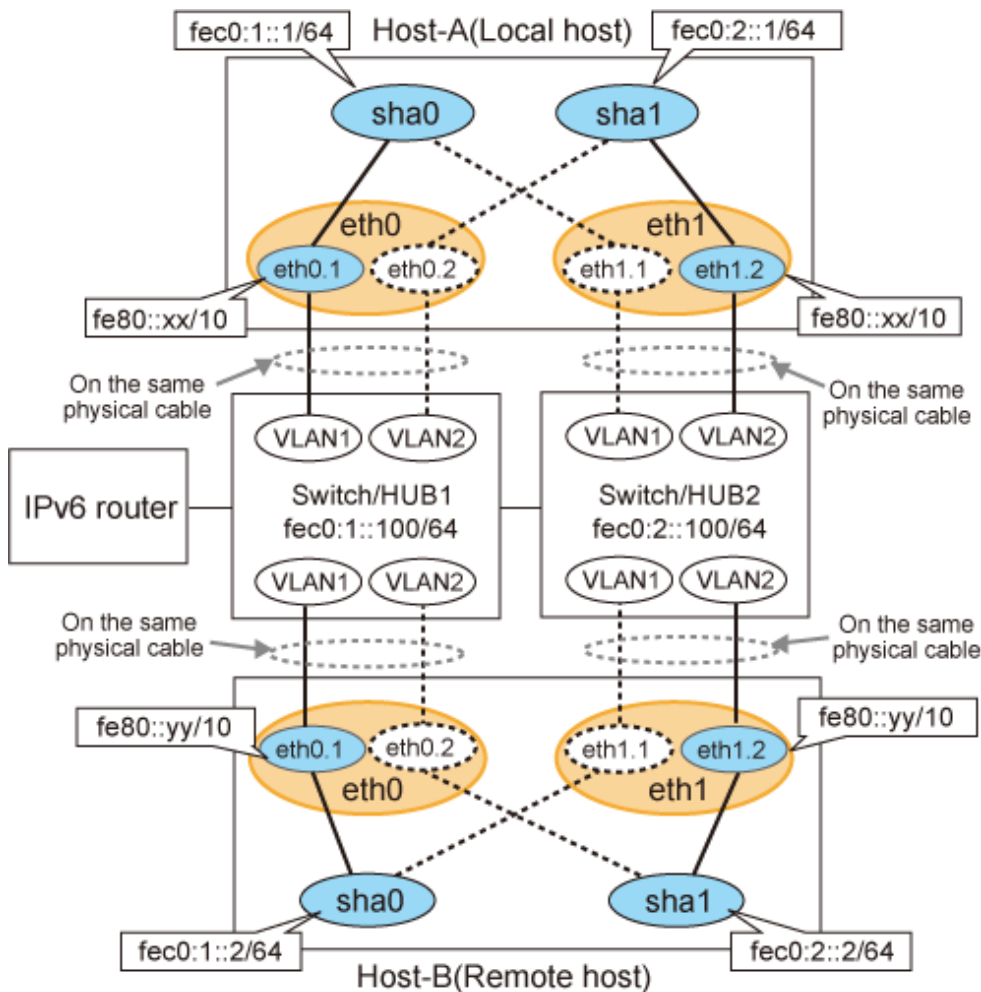 fec0:1::1/64
Host-A(Local host)
fec0:2::1/64
sha0
sha1
eth0
eth1
eth0.1
eth0.2
eth1.1
eth1.2
fe80::xx/10
fe80::xx/10
On the same
physical cable
On the same
physical cable
VLAN1
VLAN2
VLAN1
VLAN2
IPv6 router
Switch/HUB1
fec0:1::100/64
Switch/HUB2
fec0:2::100/64
VLAN1
VLAN2
VLAN1
VLAN2
On the same
physical cable
On the same
physical cable
fe80::yy/10
fe80::yy/10
eth0.1
eth0.2
eth1.1
eth1.2
eth0
eth1
sha0
sha1
fec0:1::2/64
fec0:2::2/64
Host-B(Remote host)